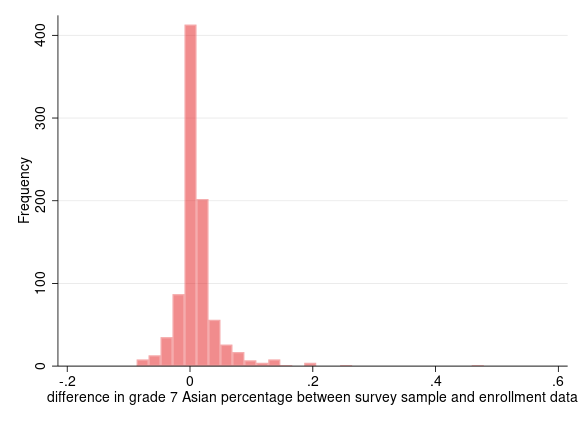 400
300
200
100
0
Frequency
-.2 0 .2 .4 .6
difference in grade 7 Asian percentage between survey sample and enrollment data